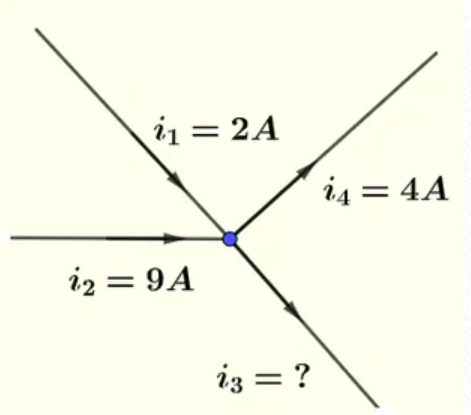 i₁ = 2A
i₄ = 4A
i₂ = 9A
i₃ = ?